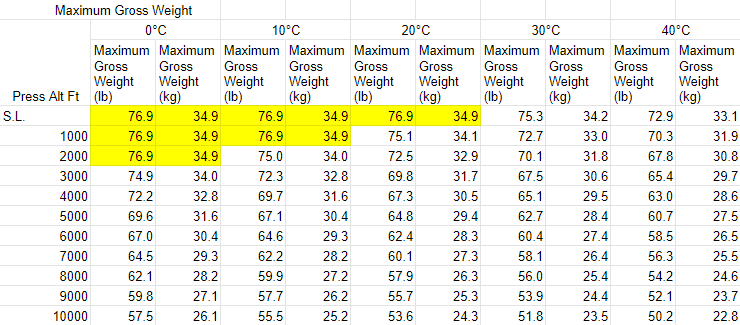 Maximum Gross Weight
0°C 10°C 20°C 30°C 40°C
Press Alt Ft Maximum Gross Weight (lb) Maximum Gross Weight (kg) Maximum Gross Weight (lb) Maximum Gross Weight (kg) Maximum Gross Weight (lb) Maximum Gross Weight (kg) Maximum Gross Weight (lb) Maximum Gross Weight (kg) Maximum Gross Weight (lb) Maximum Gross Weight (kg)
S.L. 76.9 34.9 76.9 34.9 76.9 34.9 75.3 34.2 72.9 33.1
1000 76.9 34.9 76.9 34.9 75.1 34.1 72.7 33.0 70.3 31.9
2000 76.9 34.9 75.0 34.0 72.5 32.9 70.1 31.8 67.8 30.8
3000 74.9 34.0 72.3 32.8 69.8 31.7 67.5 30.6 65.4 29.7
4000 72.2 32.8 69.7 31.6 67.3 30.5 65.1 29.5 63.0 28.6
5000 69.6 31.6 67.1 30.4 64.8 29.4 62.7 28.4 60.7 27.5
6000 67.0 30.4 64.6 29.3 62.4 28.3 60.4 27.4 58.5 26.5
7000 64.5 29.3 62.2 28.2 60.1 27.3 58.1 26.4 56.3 25.5
8000 62.1 28.2 59.9 27.2 57.9 26.3 56.0 25.4 54.2 24.6
9000 59.8 27.1 57.7 26.2 55.7 25.3 53.9 24.4 52.1 23.7
10000 57.5 26.1 55.5 25.2 53.6 24.3 51.8 23.5 50.2 22.8